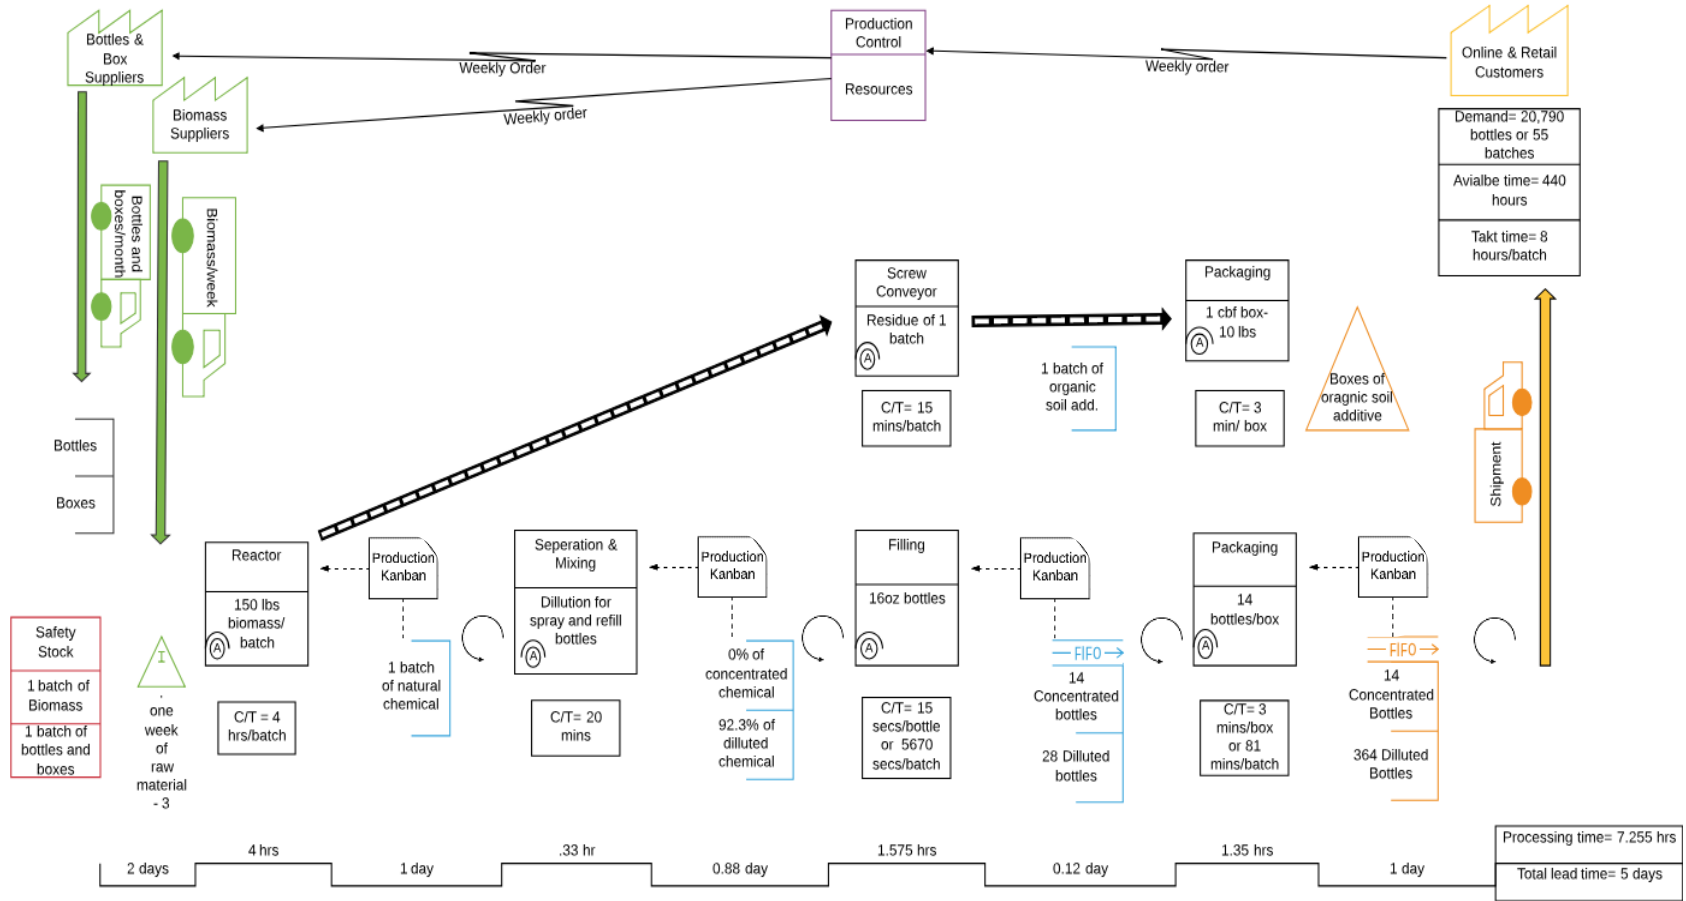 Bottles &
Box
Suppliers
Biomass
Suppliers
Weekly Order
Weekly order
Production
Control
Resources
Weekly order
Online & Retail
Customers
Demand= 20,790
bottles or 55
batches
Avialbe time= 440
hours
Takt time= 8
hours/batch
Bottles and
boxes/month
Biomass/week
Screw
Conveyor
Residue of 1
batch
A
C/T= 15
mins/batch
1 batch of
organic
soil add.
Packaging
1 cbf box-
10 lbs
A
C/T= 3
min/ box
Boxes of
oragnic soil
additive
Shipment
Bottles
Boxes
Safety
Stock
1 batch of
Biomass
1 batch of
bottles and
boxes
I
.
one
week
of
raw
material
- 3
Reactor
150 lbs
biomass/
batch
A
C/T = 4
hrs/batch
Production
Kanban
1 batch
of natural
chemical
Seperation &
Mixing
Dillution for
spray and refill
bottles
A
C/T= 20
mins
Production
Kanban
0% of
concentrated
chemical
92.3% of
dilluted
chemical
Filling
16oz bottles
A
C/T= 15
secs/bottle
or 5670
secs/batch
Production
Kanban
FIFO
14
Concentrated
bottles
28 Dilluted
bottles
Packaging
14
bottles/box
A
C/T= 3
mins/box
or 81
mins/batch
Production
Kanban
FIFO
14
Concentrated
Bottles
364 Dilluted
Bottles
2 days
4 hrs
1 day
.33 hr
0.88 day
1.575 hrs
0.12 day
1.35 hrs
1 day
Processing time= 7.255 hrs
Total lead time= 5 days